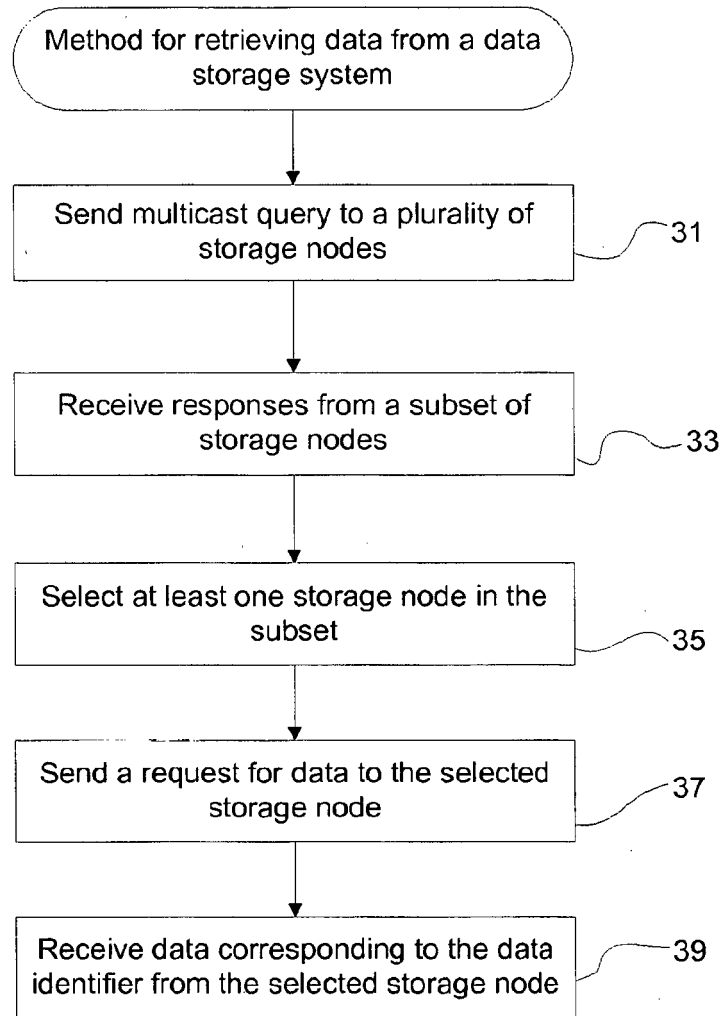 Method for retrieving data from a data
storage system
Send multicast query to a plurality of
storage nodes
31
Receive responses from a subset of
storage nodes
33
Select at least one storage node in the
subset
35
Send a request for data to the selected
storage node
37
Receive data corresponding to the data
identifier from the selected storage node
39